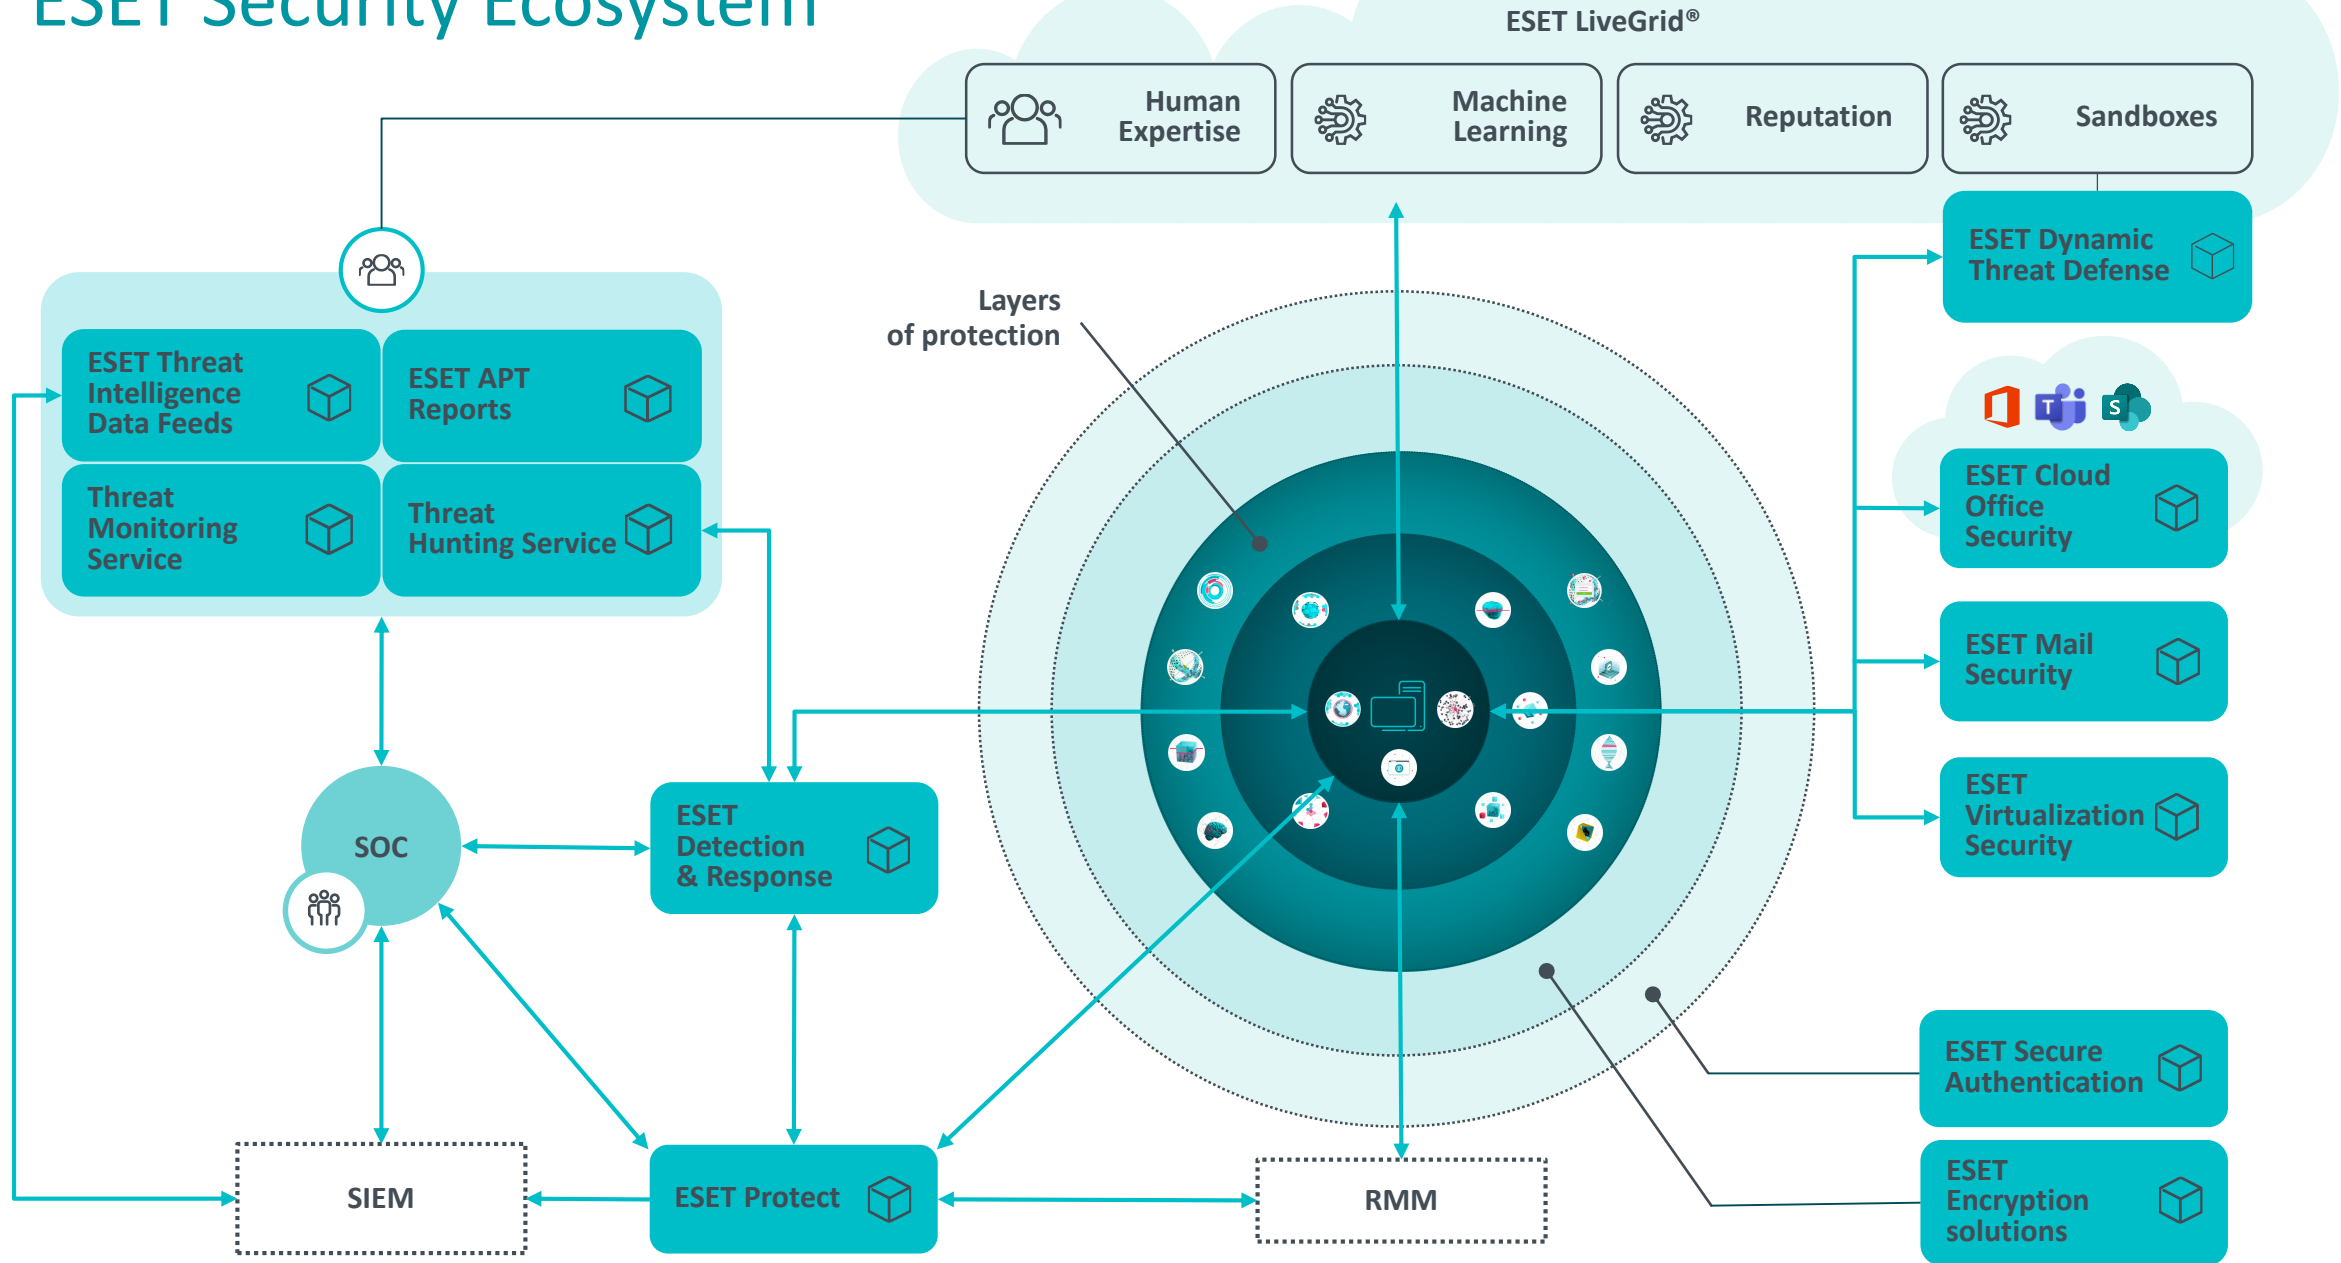 ESET Security Ecosystem
ESET LiveGrid®
Human
Expertise
Machine
Learning
Reputation
Sandboxes
ESET Dynamic
Threat Defense
Layers
of protection
ESET Threat
Intelligence
Data Feeds
ESET APT
Reports
Threat
Monitoring
Service
Threat
Hunting Service
T
S
ESET Cloud
Office
Security
ESET Mail
Security
ESET
Virtualization
Security
SOC
ESET
Detection
& Response
ESET Secure
Authentication
ESET
Encryption
solutions
SIEM
ESET Protect
RMM